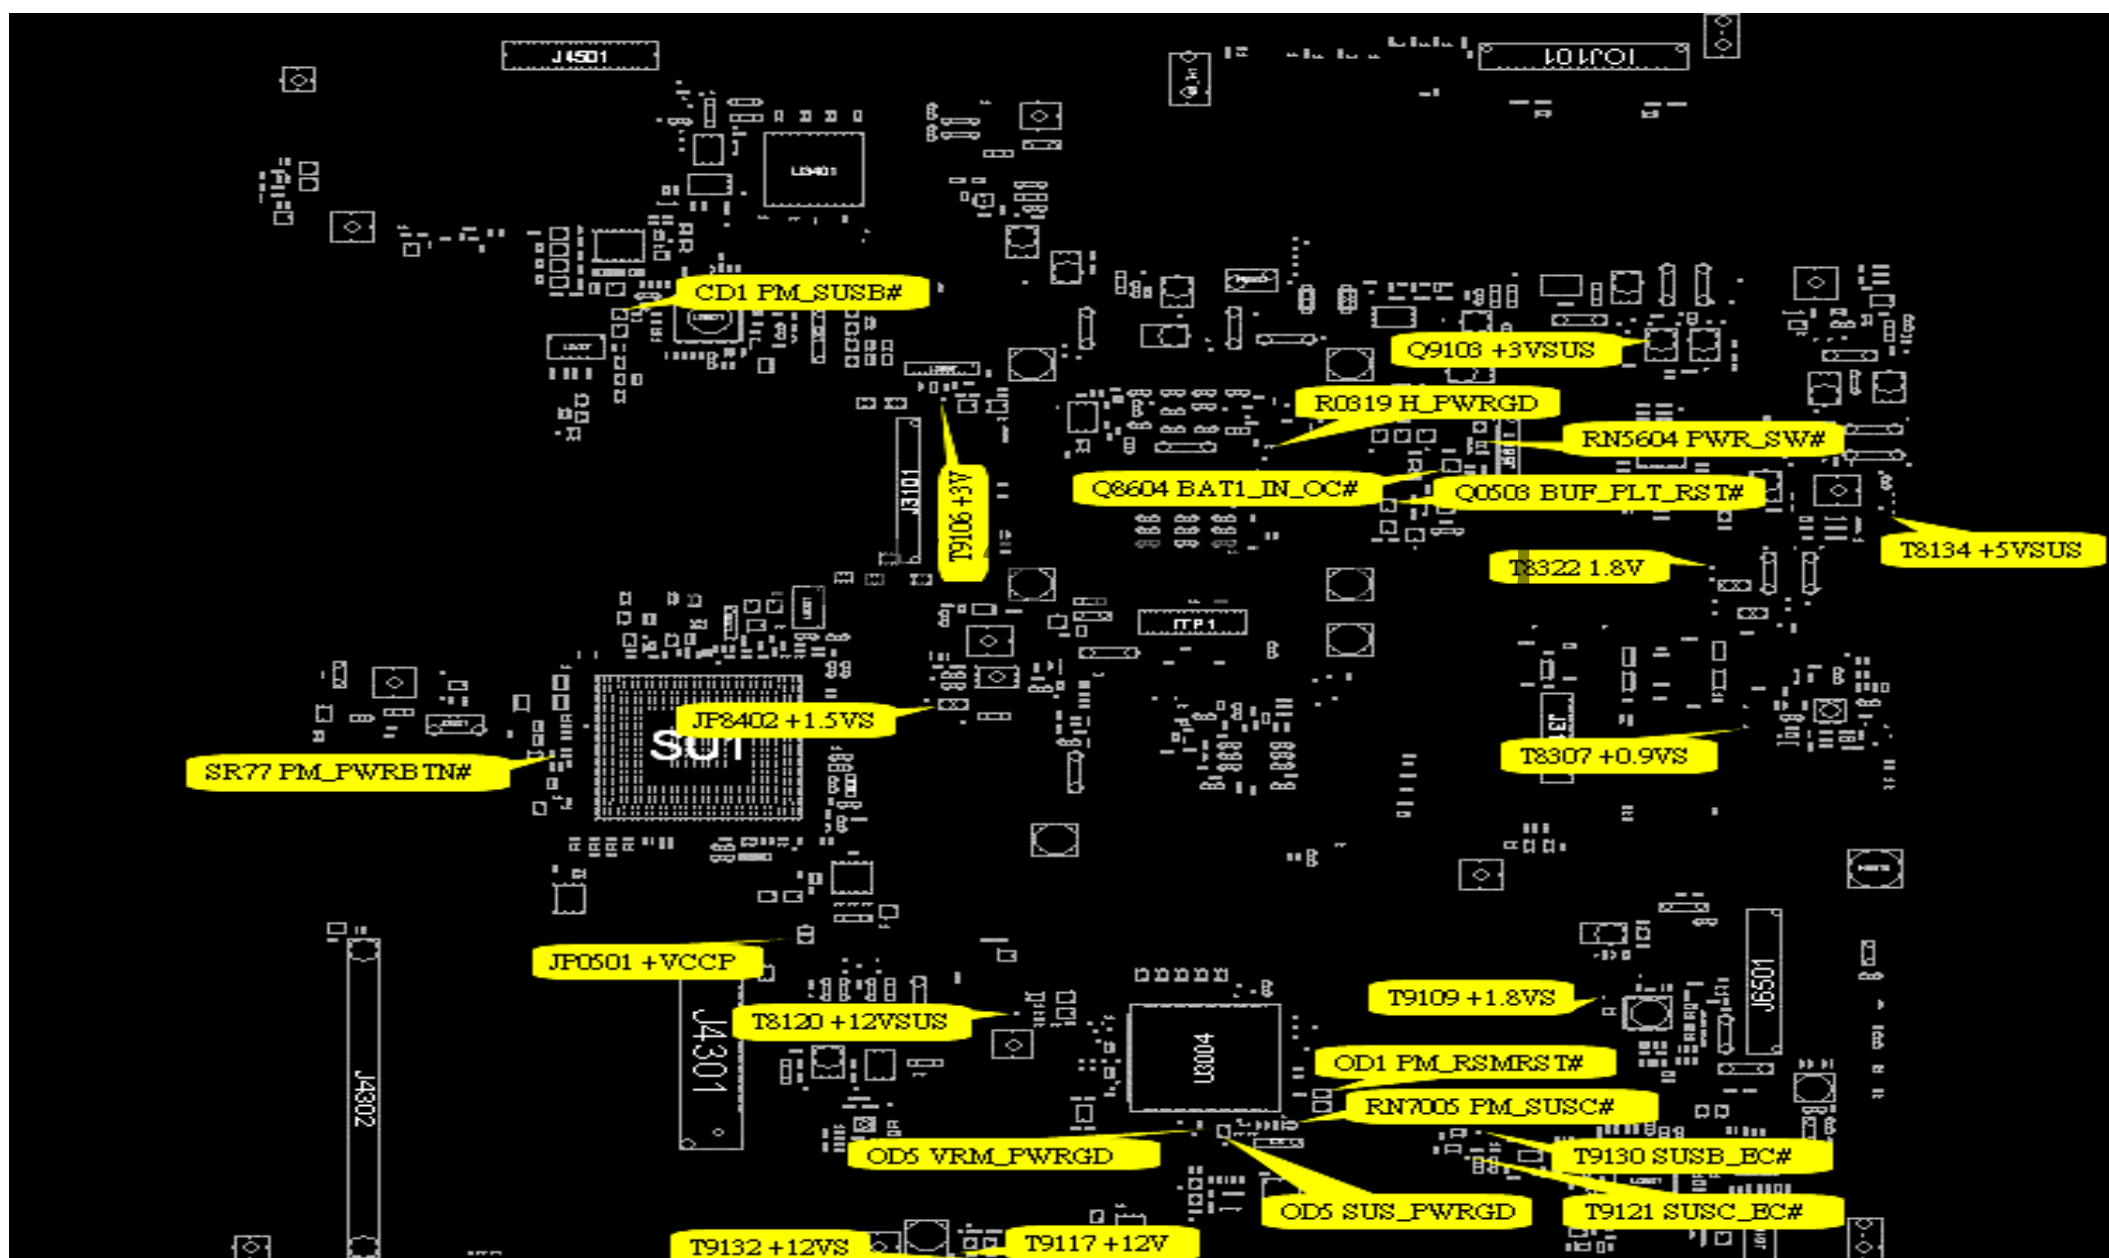 J4501
IOJ101
U3401
CD1 PM_SUSB#
Q9103 +3VSUS
R0319 H_PWRGD
RN5604 PWR_SW#
Q8604 BAT1_IN_OC#
Q0503 BUF_PLT_RST#
J3101
T9106 +3V
T8134 +5VSUS
T8322 1.8V
ITP1
JP8402 +1.5VS
SU1
SR77 PM_PWRBTN#
T8307 +0.9VS
JP0501 +VCCP
J6501
T9109 +1.8VS
T8120 +12VSUS
J4301
U3004
OD1 PM_RSMRST#
J4302
RN7005 PM_SUSC#
OD5 VRM_PWRGD
T9130 SUSB_EC#
OD5 SUS_PWRGD
T9121 SUSC_EC#
T9132 +12VS
T9117 +12V